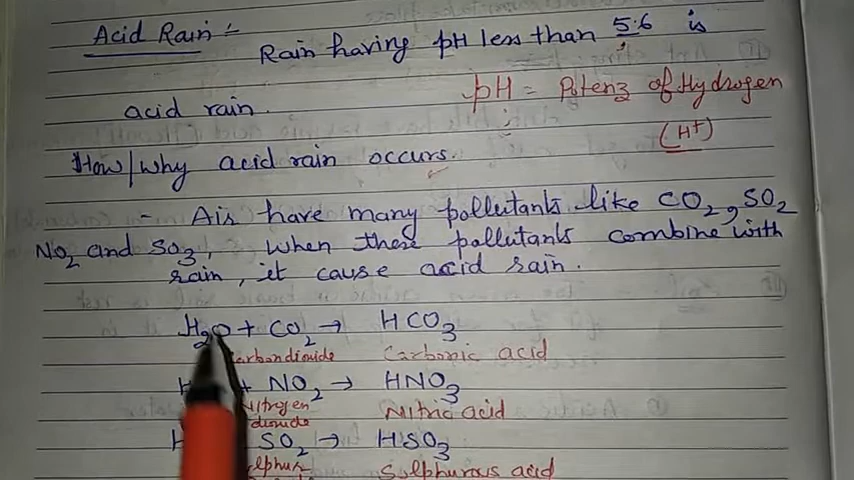 Acid Rain :-
Rain having pH less than 5.6 is
acid rain.
pH = Potenz of Hydrogen
(H+)
How/why acid rain occurs.
- Air have many pollutants like CO2, SO2
NO2 and SO3, when these pollutants combine with
rain, it cause acid rain.
H2O + CO2 → HCO3
Carbondioxide Carbonic acid
H + NO2 → HNO3
Nitrogen dioxide Nitric acid
H SO2 → HSO3
Sulphurous acid